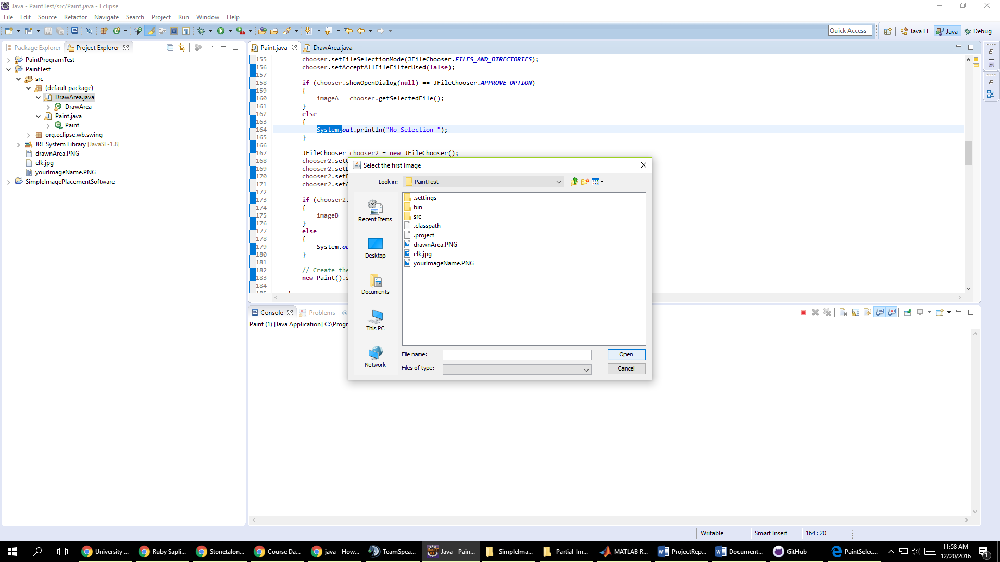 Java - PaintTest/src/Paint.java - Eclipse
File Edit Source Refactor Navigate Search Project Run Window Help
Quick Access
Java EE
Java
Debug
Package Explorer
Project Explorer
PaintProgramTest
PaintTest
src
(default package)
DrawArea.java
DrawArea
Paint.java
Paint
org.eclipse.wb.swing
JRE System Library [JavaSE-1.8]
drawnArea.PNG
elk.jpg
yourImageName.PNG
SimpleImagePlacementSoftware
Paint.java
DrawArea.java
155 chooser.setFileSelectionMode(JFileChooser.FILES_AND_DIRECTORIES);
156 chooser.setAcceptAllFileFilterUsed(false);
157
158 if (chooser.showOpenDialog(null) == JFileChooser.APPROVE_OPTION)
159 {
160 imageA = chooser.getSelectedFile();
161 }
162 else
163 {
164 System.out.println("No Selection ");
165 }
166
167 JFileChooser chooser2 = new JFileChooser();
168 chooser2.set
169 chooser2.set
170 chooser2.set
171 chooser2.set
172
173 if (chooser2.
174 {
175 imageB =
176 }
177 else
178 {
179 System.ou
180 }
181
182 // Create the
183 new Paint().s
184
Select the first Image
Look in: PaintTest
Recent Items
Desktop
Documents
This PC
Network
.settings
bin
src
.classpath
.project
drawnArea.PNG
elk.jpg
yourImageName.PNG
File name:
Open
Files of type:
Cancel
Console
Problems
@
Paint (1) [Java Application] C:\Progr
Writable
Smart Insert
164 : 20
University ...
Ruby Sapli...
Stonetalon...
Course Da...
java - How...
TeamSpea...
Java - Pain...
SimpleIma...
Partial-Im...
MATLAB R...
ProjectRep...
Document...
GitHub
PaintSelec...
11:58 AM
12/20/2016
1